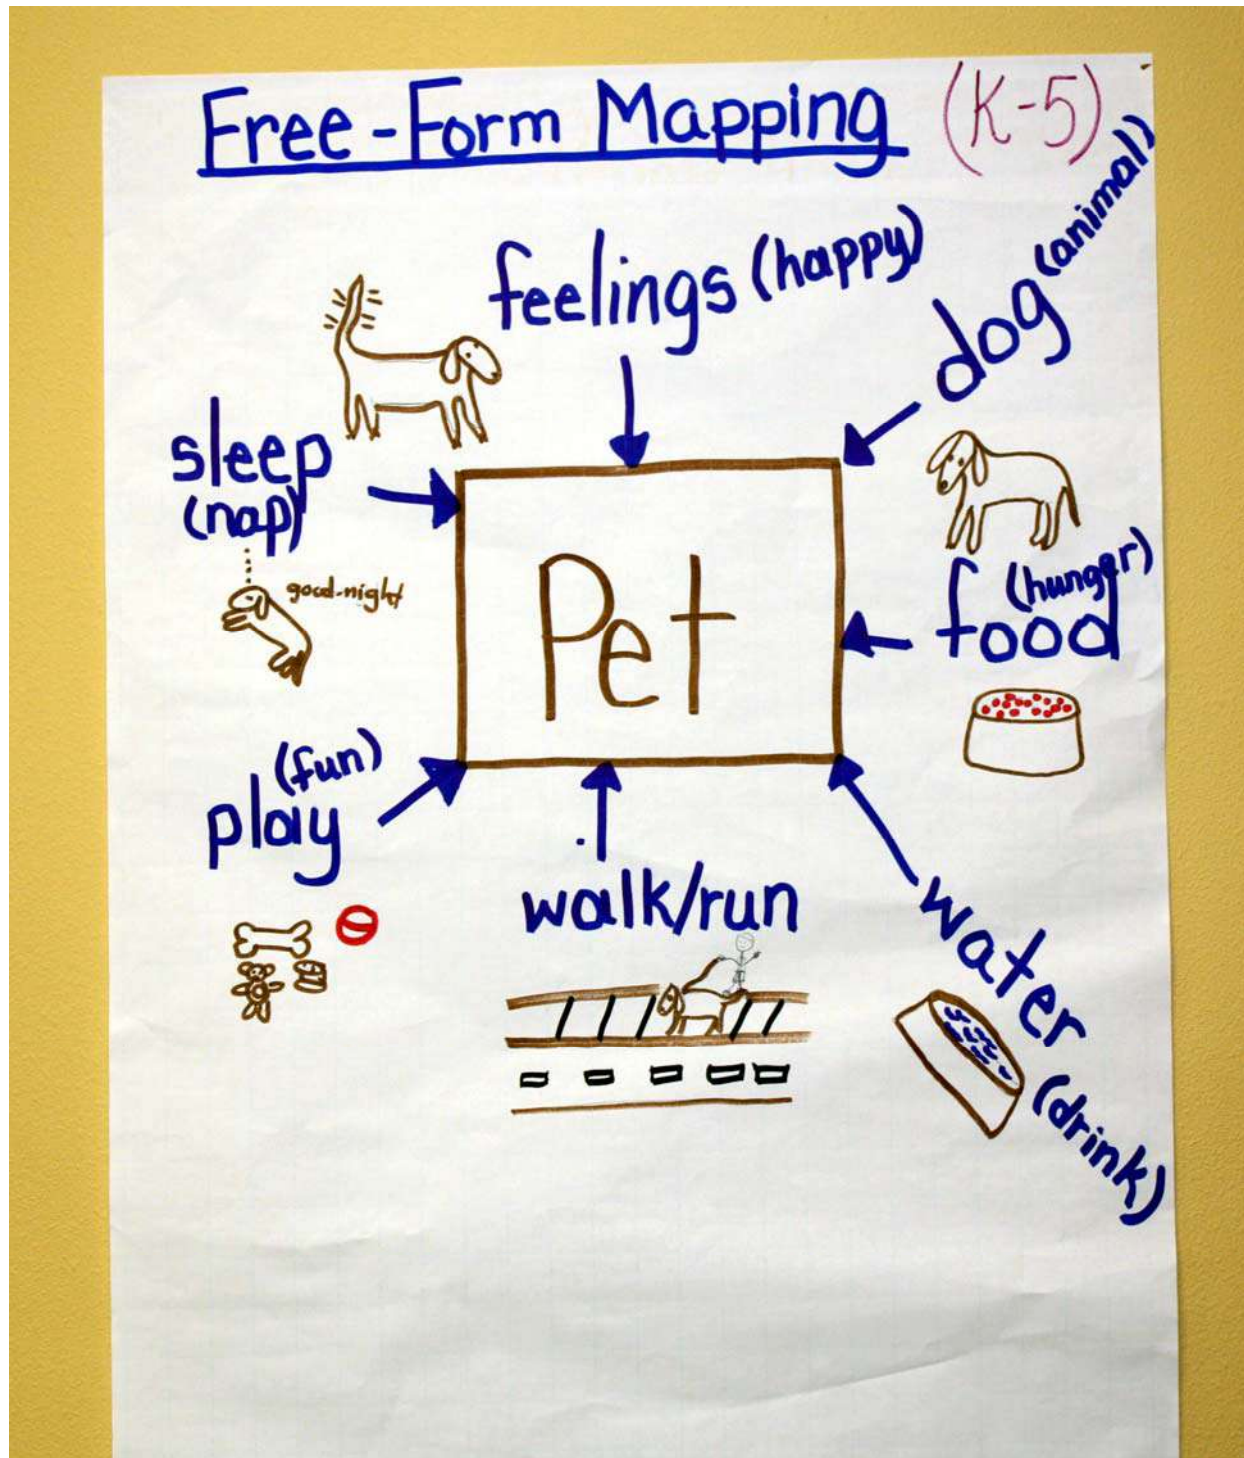 Free-Form Mapping (K-5)
feelings (happy)
dog (animal)
sleep
(nap)
good-night
Pet
(hunger)
food
(fun)
play
walk/run
water
(drink)